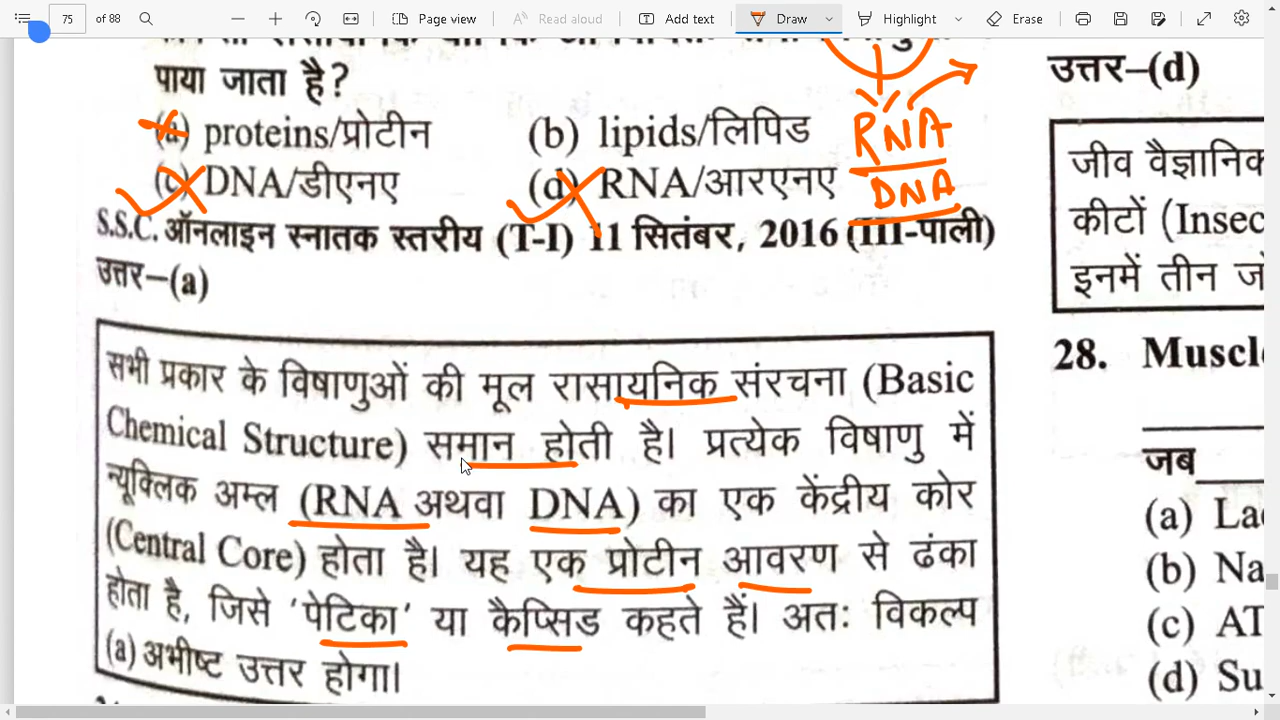 75 of 88 Page view Read aloud Add text Draw Highlight Erase
पाया जाता है?
(a) proteins/प्रोटीन (b) lipids/लिपिड
(c) DNA/डीएनए (d) RNA/आरएनए
RNA
DNA
S.S.C. ऑनलाइन स्नातक स्तरीय (T-I) 11 सितंबर, 2016 (III-पाली)
उत्तर–(a)
सभी प्रकार के विषाणुओं की मूल रासायनिक संरचना (Basic
Chemical Structure) समान होती है। प्रत्येक विषाणु में
न्यूक्लिक अम्ल (RNA अथवा DNA) का एक केंद्रीय कोर
(Central Core) होता है। यह एक प्रोटीन आवरण से ढंका
होता है, जिसे 'पेटिका' या कैप्सिड कहते हैं। अतः विकल्प
(a) अभीष्ट उत्तर होगा।
उत्तर–(d)
जीव वैज्ञानिक
कीटों (Insec
इनमें तीन जो
28. Muscl
जब
(a) La
(b) Na
(c) AT
(d) Su